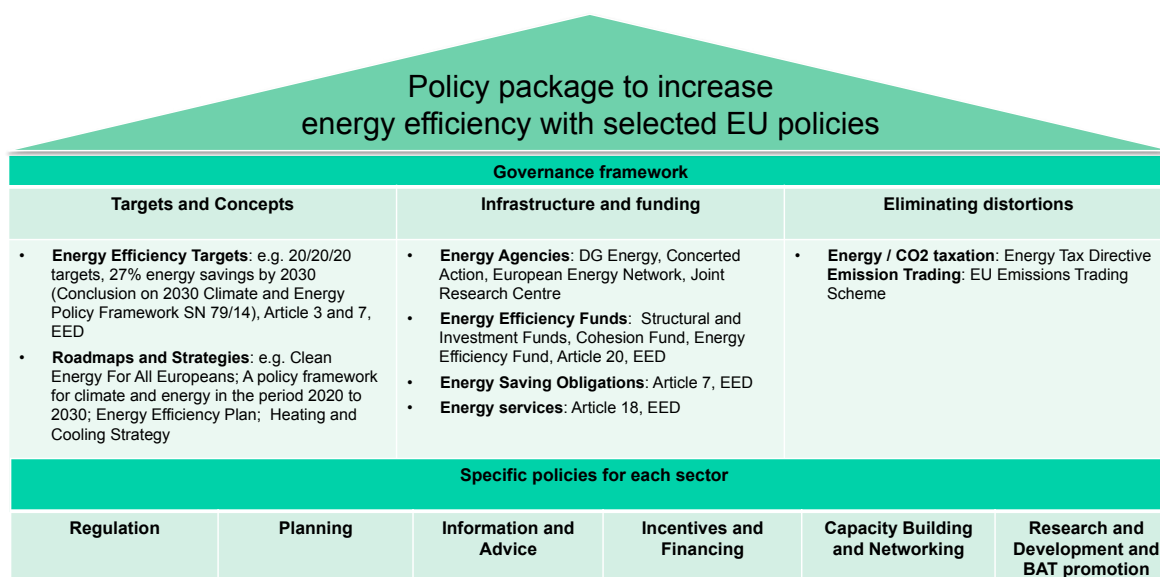 Policy package to increase
energy efficiency with selected EU policies
Governance framework
Targets and Concepts
• Energy Efficiency Targets: e.g. 20/20/20
targets, 27% energy savings by 2030
(Conclusion on 2030 Climate and Energy
Policy Framework SN 79/14), Article 3 and 7,
EED
• Roadmaps and Strategies: e.g. Clean
Energy For All Europeans; A policy framework
for climate and energy in the period 2020 to
2030; Energy Efficiency Plan; Heating and
Cooling Strategy
Infrastructure and funding
• Energy Agencies: DG Energy, Concerted
Action, European Energy Network, Joint
Research Centre
• Energy Efficiency Funds: Structural and
Investment Funds, Cohesion Fund, Energy
Efficiency Fund, Article 20, EED
• Energy Saving Obligations: Article 7, EED
• Energy services: Article 18, EED
Eliminating distortions
• Energy / CO2 taxation: Energy Tax Directive
Emission Trading: EU Emissions Trading
Scheme
Specific policies for each sector
Regulation
Planning
Information and
Advice
Incentives and
Financing
Capacity Building
and Networking
Research and
Development and
BAT promotion